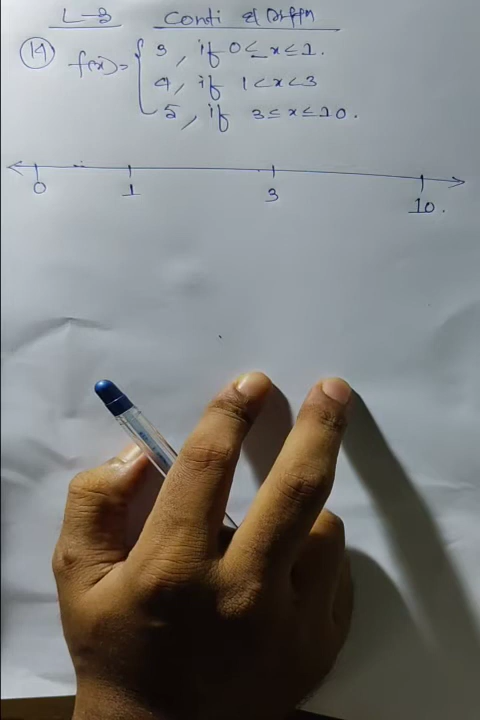 L-3 Conti & Diffn
14 f(x) = { 3, if 0 ≤ x ≤ 1.
4, if 1 < x < 3
5, if 3 ≤ x ≤ 10.
0 1 3 10.